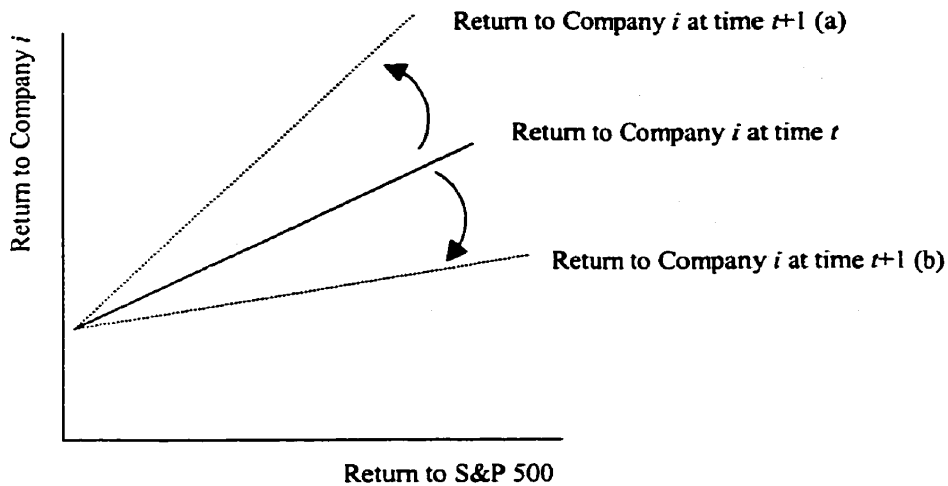 Return to Company i at time t+1 (a)
Return to Company i
Return to Company i at time t
Return to Company i at time t+1 (b)
Return to S&P 500